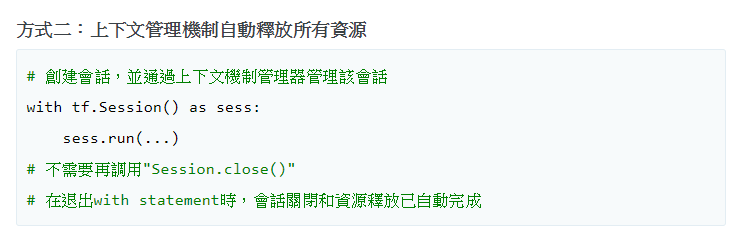 方式二：上下文管理機制自動釋放所有資源
# 創建會話，並通過上下文機制管理器管理該會話
with tf.Session() as sess:
    sess.run(...)
# 不需要再調用"Session.close()"
# 在退出with statement時，會話關閉和資源釋放已自動完成